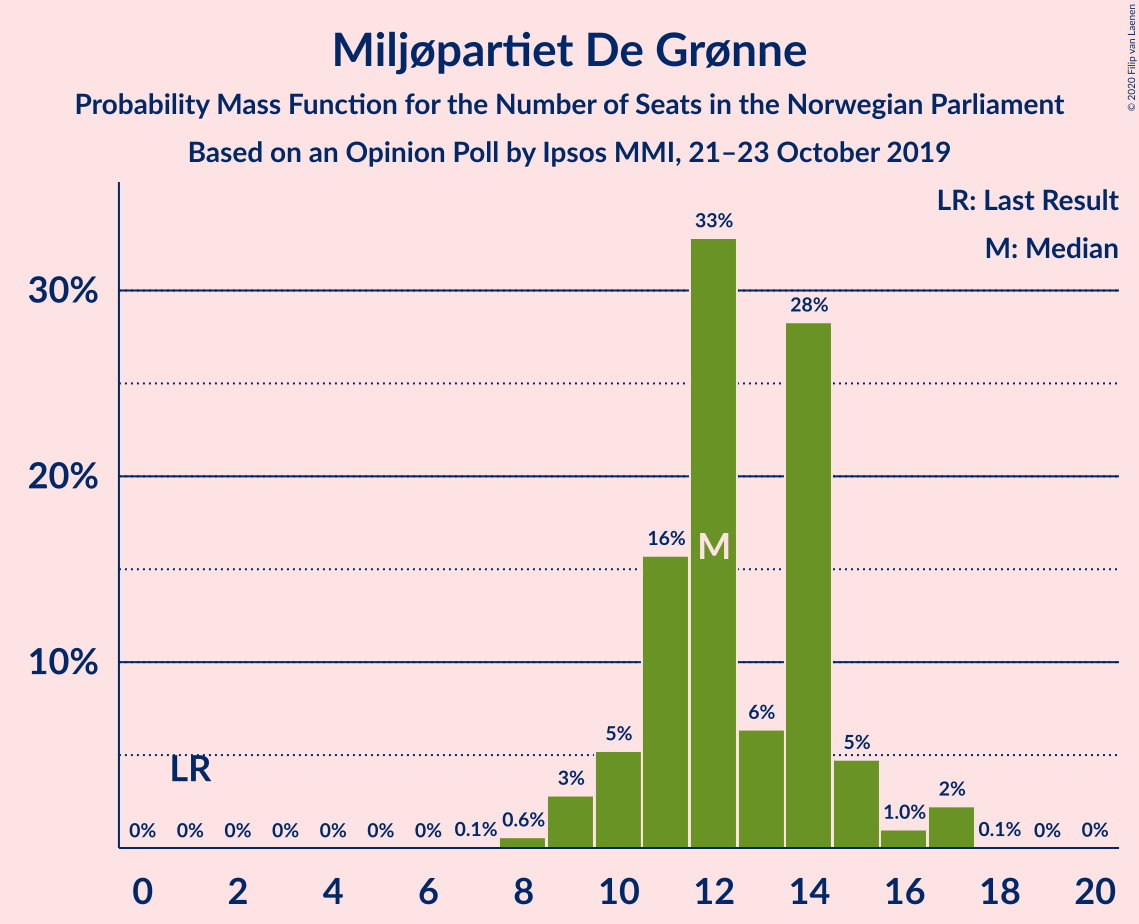 Miljøpartiet De Grønne
Probability Mass Function for the Number of Seats in the Norwegian Parliament
Based on an Opinion Poll by Ipsos MMI, 21–23 October 2019
© 2020 Filip van Laenen
LR: Last Result
M: Median
33%
30%
28%
20%
16%
M
10%
6%
5%
5%
LR
3%
2%
0% 0% 0% 0% 0% 0% 0% 0.1% 0.6% 1.0% 0.1% 0% 0%
0 2 4 6 8 10 12 14 16 18 20